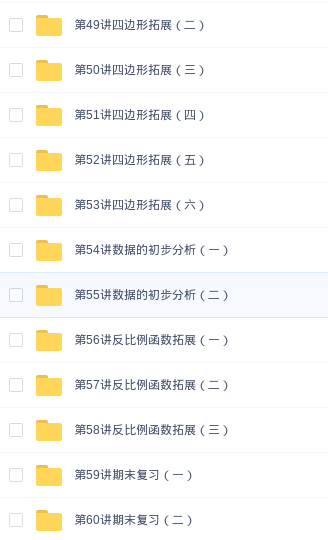 第49讲四边形拓展（二）
第50讲四边形拓展（三）
第51讲四边形拓展（四）
第52讲四边形拓展（五）
第53讲四边形拓展（六）
第54讲数据的初步分析（一）
第55讲数据的初步分析（二）
第56讲反比例函数拓展（一）
第57讲反比例函数拓展（二）
第58讲反比例函数拓展（三）
第59讲期末复习（一）
第60讲期末复习（二）